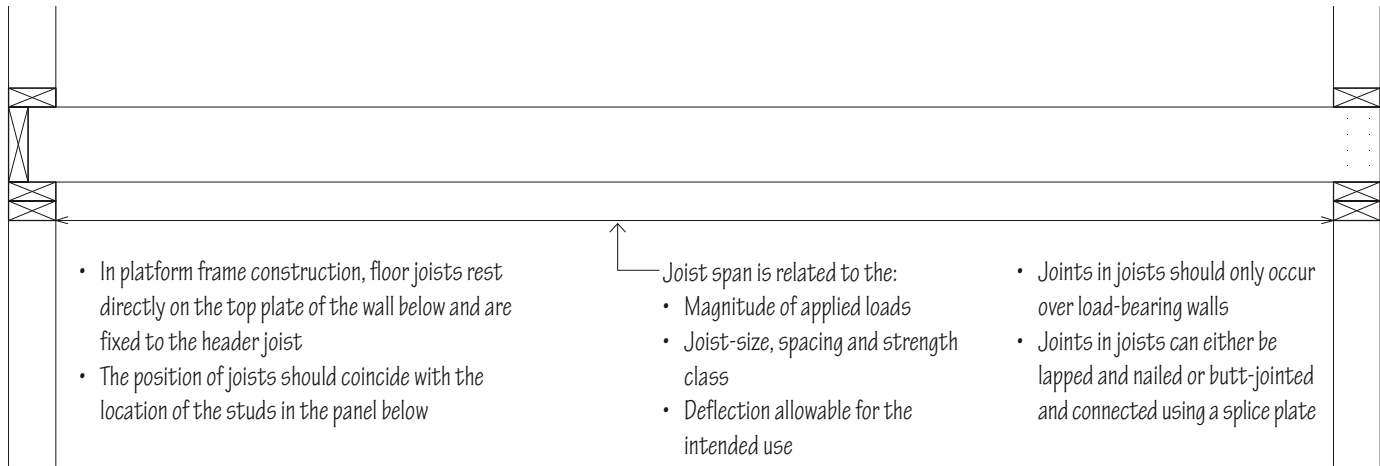 • In platform frame construction, floor joists rest
directly on the top plate of the wall below and are
fixed to the header joist
• The position of joists should coincide with the
location of the studs in the panel below
Joist span is related to the:
• Magnitude of applied loads
• Joist-size, spacing and strength
class
• Deflection allowable for the
intended use
• Joints in joists should only occur
over load-bearing walls
• Joints in joists can either be
lapped and nailed or butt-jointed
and connected using a splice plate